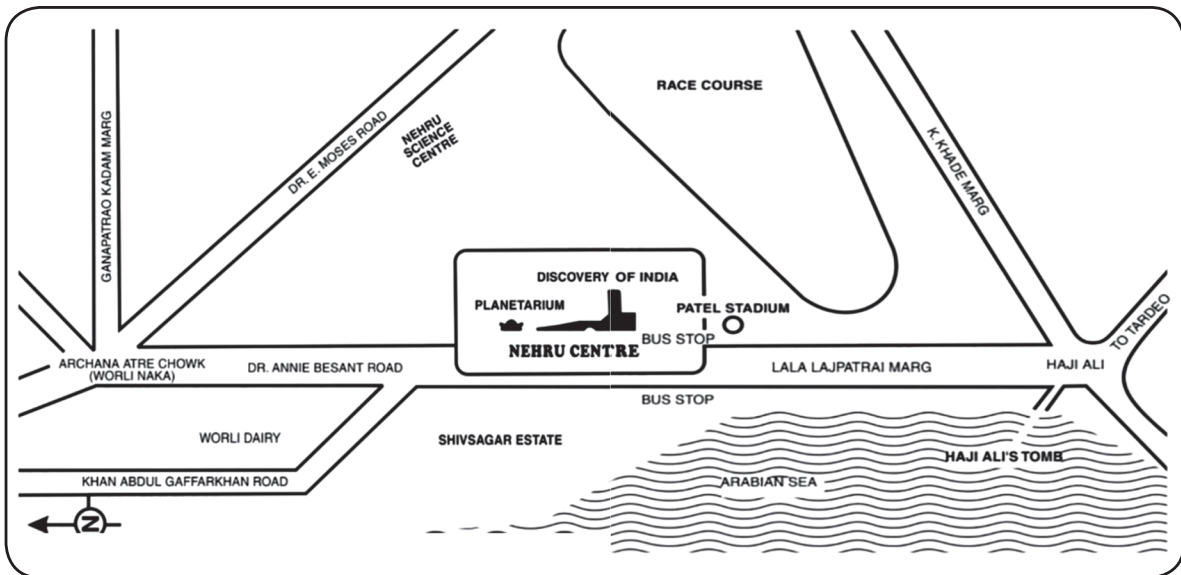 RACE COURSE
GANAPATRAO KADAM MARG
DR. E. MOSES ROAD
NEHRU
SCIENCE
CENTRE
K. KHADE MARG
DISCOVERY OF INDIA
PLANETARIUM
PATEL STADIUM
TO TARDEO
BUS STOP
NEHRU CENTRE
ARCHANA ATRE CHOWK
(WORLI NAKA)
DR. ANNIE BESANT ROAD
LALA LAJPATRAI MARG
HAJI ALI
BUS STOP
WORLI DAIRY
SHIVSAGAR ESTATE
HAJI ALI'S TOMB
KHAN ABDUL GAFFARKHAN ROAD
ARABIAN SEA
N